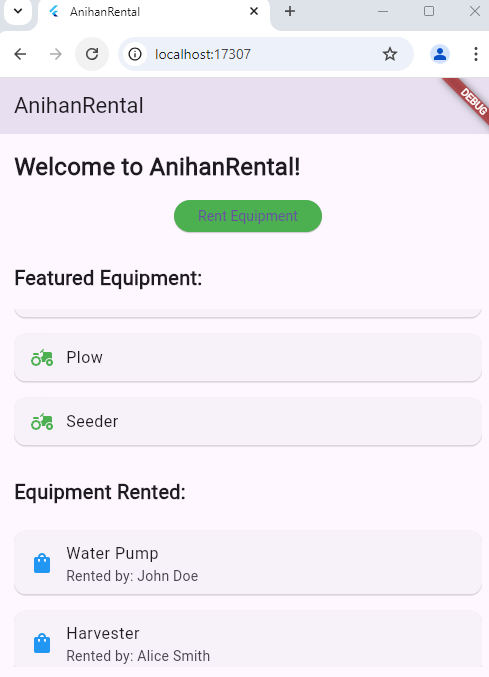 AnihanRental
localhost:17307
AnihanRental
DEBUG
Welcome to AnihanRental!
Rent Equipment
Featured Equipment:
Plow
Seeder
Equipment Rented:
Water Pump
Rented by: John Doe
Harvester
Rented by: Alice Smith